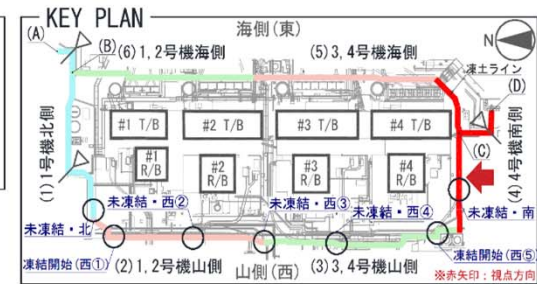 KEY PLAN
海側(東)
N
(A)
(B)
(6)1,2号機海側
(5)3,4号機海側
凍土ライン
(D)
(1)1号機北側
#1 T/B
#2 T/B
#3 T/B
#4 T/B
(C)
(4)4号機南側
#1
R/B
#2
R/B
#3
R/B
#4
R/B
未凍結・西②
未凍結・西③
未凍結・西④
未凍結・南
未凍結・北
凍結開始(西①)
(2)1,2号機山側
山側(西)
(3)3,4号機山側
凍結開始(西⑤)
※赤矢印:視点方向